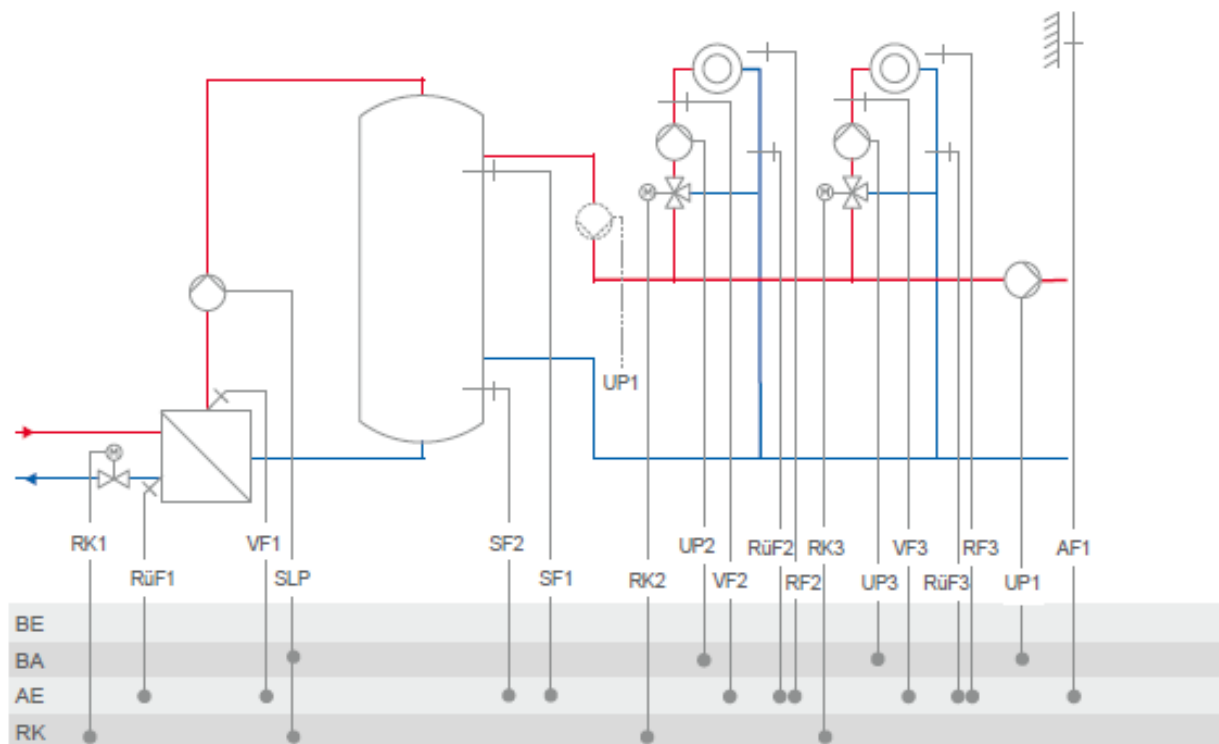 M
M
M
UP1
RK1
VF1
SF2
UP2
RüF2
RK3
VF3
RF3
AF1
RüF1
SLP
SF1
RK2
VF2
RF2
UP3
RüF3
UP1
BE
BA
AE
RK